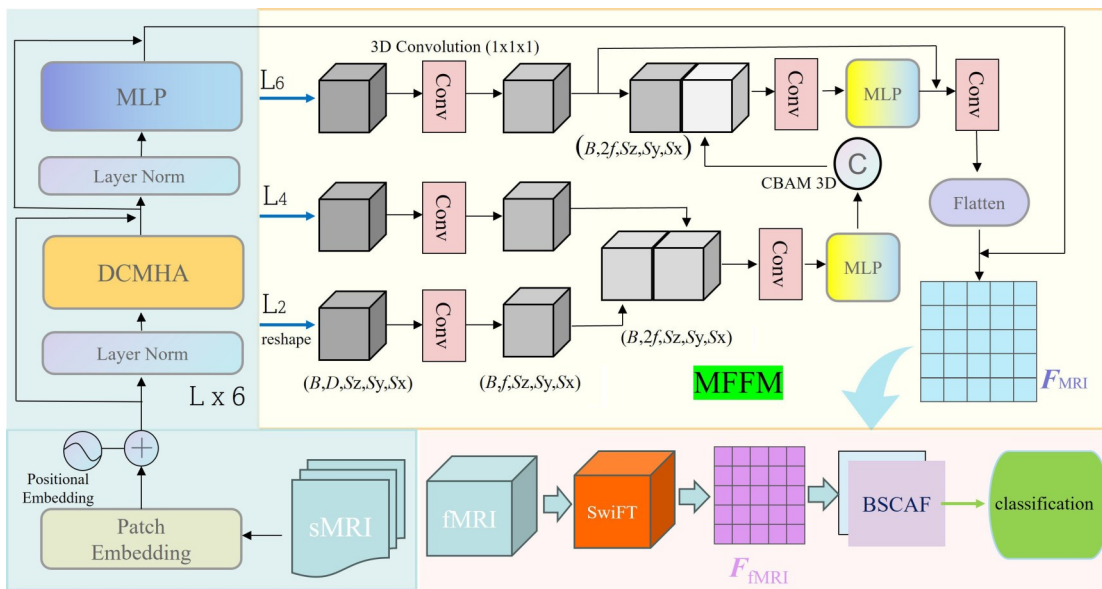 3D Convolution (1x1x1)
MLP
L6
Conv
Conv
MLP
Conv
Layer Norm
(B,2f,Sz,Sy,Sx)
CBAM 3D
C
L4
Conv
Flatten
DCMHA
Conv
MLP
L2
reshape
Conv
Layer Norm
(B,2f,Sz,Sy,Sx)
(B,D,Sz,Sy,Sx)
(B,f,Sz,Sy,Sx)
MFFM
FMRI
L x 6
Positional
Embedding
Patch
Embedding
sMRI
fMRI
SwiFT
FfMRI
BSCAF
classification